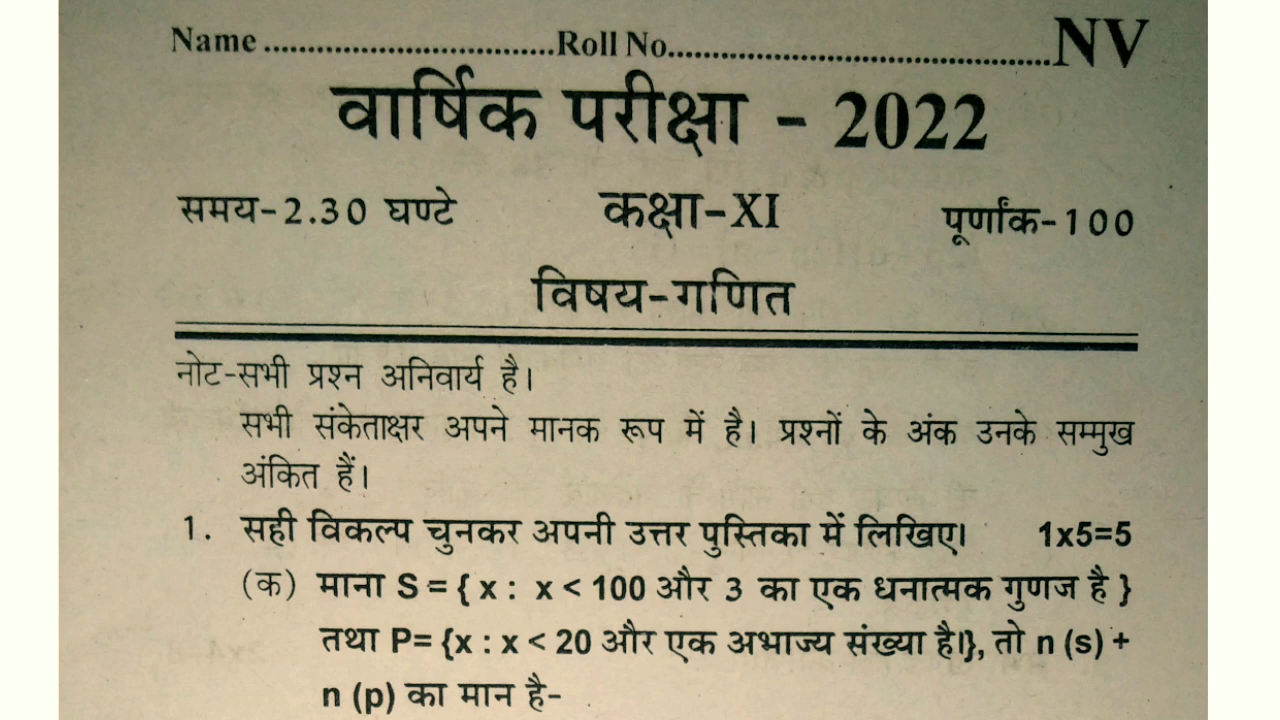 Name ................................Roll No..........................................NV
वार्षिक परीक्षा - 2022
समय-2.30 घण्टे कक्षा-XI पूर्णांक-100
विषय-गणित
नोट-सभी प्रश्न अनिवार्य है।
सभी संकेताक्षर अपने मानक रूप में है। प्रश्नों के अंक उनके सम्मुख
अंकित हैं।
1. सही विकल्प चुनकर अपनी उत्तर पुस्तिका में लिखिए। 1x5=5
(क) माना S = { x : x < 100 और 3 का एक धनात्मक गुणज है }
तथा P= {x : x < 20 और एक अभाज्य संख्या है।}, तो n (s) +
n (p) का मान है-